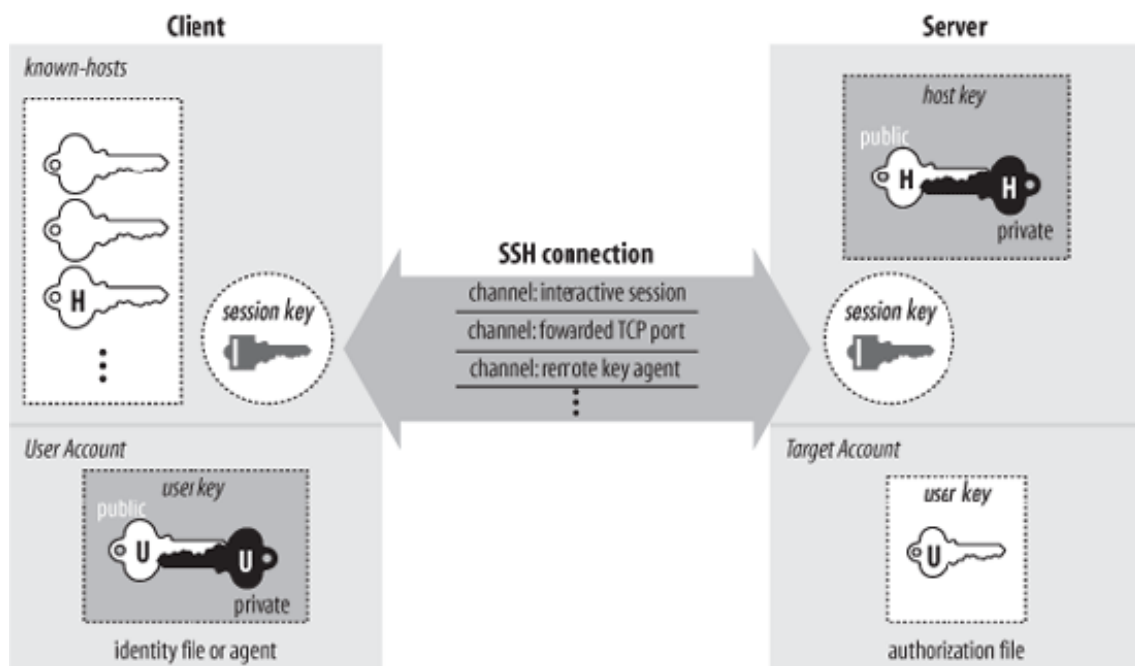 Client
known-hosts
H
session key
User Account
user key
public
U
U
private
identity file or agent
SSH connection
channel: interactive session
channel: fowarded TCP port
channel: remote key agent
Server
host key
public
H
H
private
session key
Target Account
user key
U
authorization file